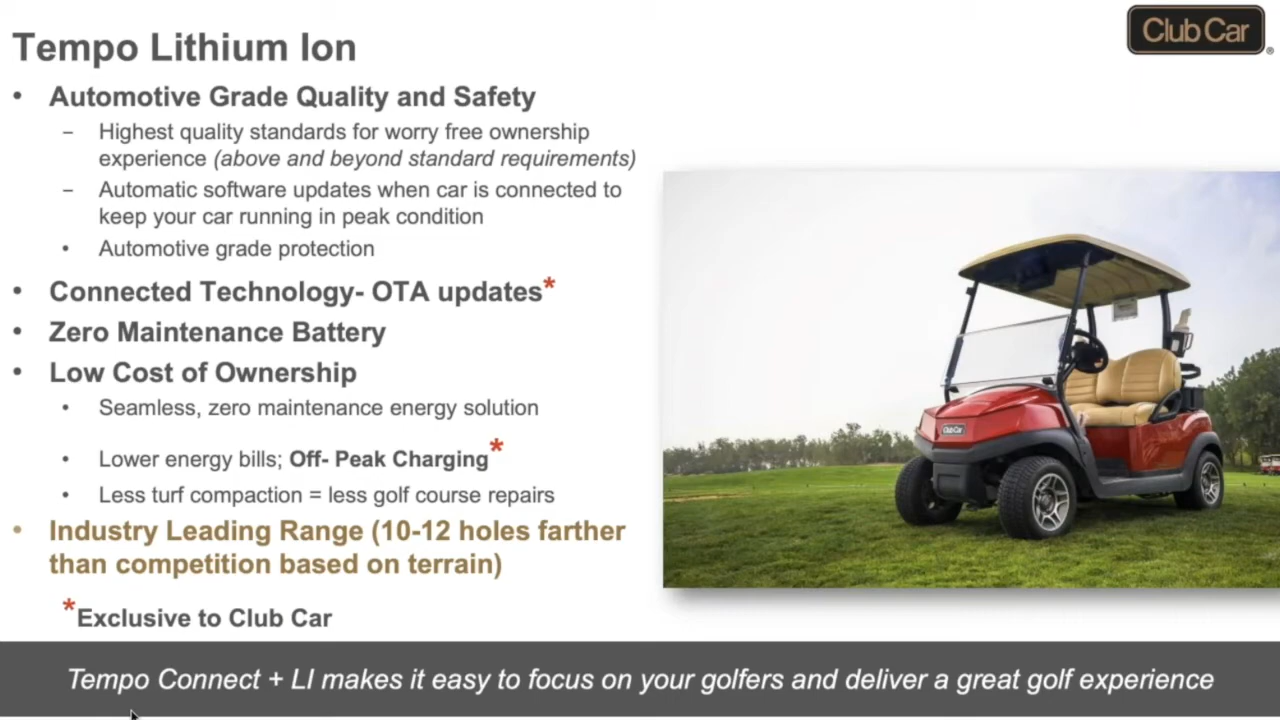 Club Car
®
Tempo Lithium Ion
• Automotive Grade Quality and Safety
– Highest quality standards for worry free ownership
experience (above and beyond standard requirements)
– Automatic software updates when car is connected to
keep your car running in peak condition
• Automotive grade protection
• Connected Technology- OTA updates*
• Zero Maintenance Battery
• Low Cost of Ownership
• Seamless, zero maintenance energy solution
• Lower energy bills; Off- Peak Charging*
• Less turf compaction = less golf course repairs
• Industry Leading Range (10-12 holes farther
than competition based on terrain)
*Exclusive to Club Car
Club Car
Tempo Connect + LI makes it easy to focus on your golfers and deliver a great golf experience